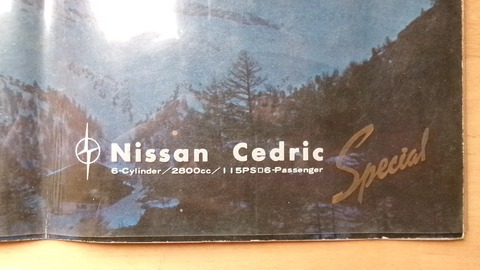 Nissan Cedric Special
6-Cylinder/2800cc/115PS□6-Passenger